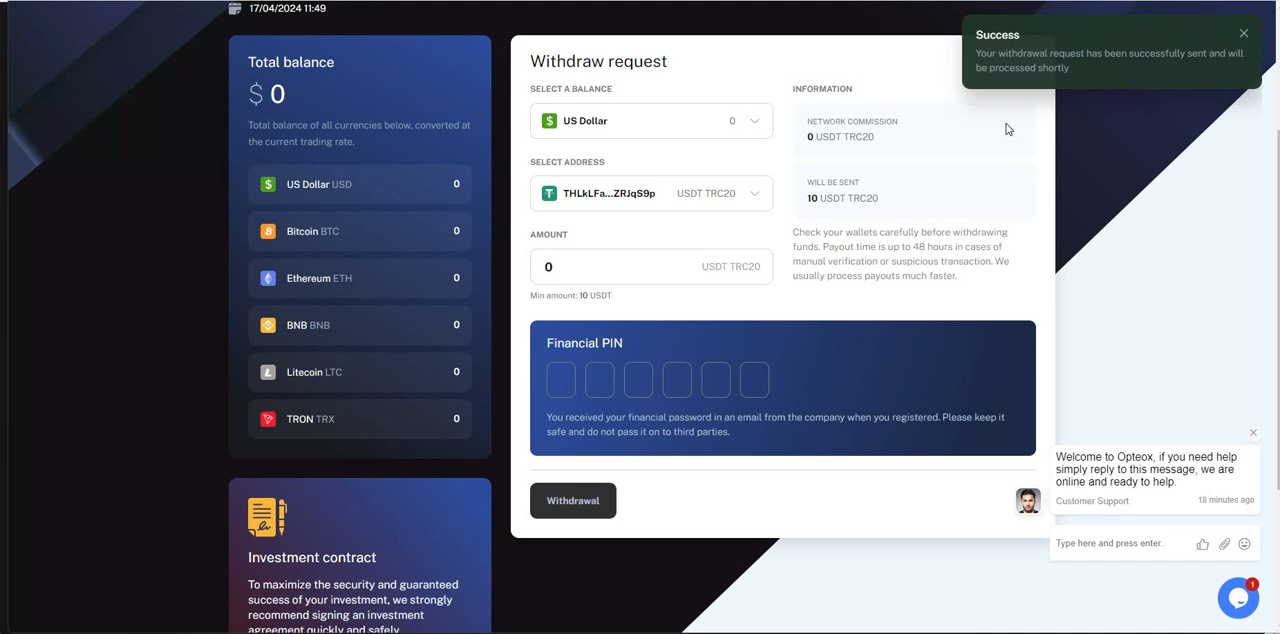 17/04/2024 11:49
Total balance
$ 0
Total balance of all currencies below, converted at
the current trading rate.
US Dollar USD 0
Bitcoin BTC 0
Ethereum ETH 0
BNB BNB 0
Litecoin LTC 0
TRON TRX 0
Investment contract
To maximize the security and guaranteed
success of your investment, we strongly
recommend signing an investment
agreement quickly and safely
Withdraw request
SELECT A BALANCE
US Dollar 0
SELECT ADDRESS
THLkLFa...ZRJqS9p USDT TRC20
AMOUNT
0 USDT TRC20
Min amount: 10 USDT
INFORMATION
NETWORK COMMISSION
0 USDT TRC20
WILL BE SENT
10 USDT TRC20
Check your wallets carefully before withdrawing
funds. Payout time is up to 48 hours in cases of
manual verification or suspicious transaction. We
usually process payouts much faster.
Financial PIN
You received your financial password in an email from the company when you registered. Please keep it
safe and do not pass it on to third parties.
Withdrawal
Success
Your withdrawal request has been successfully sent and will
be processed shortly
Welcome to Opteox, if you need help
simply reply to this message, we are
online and ready to help.
Customer Support 18 minutes ago
Type here and press enter..
1